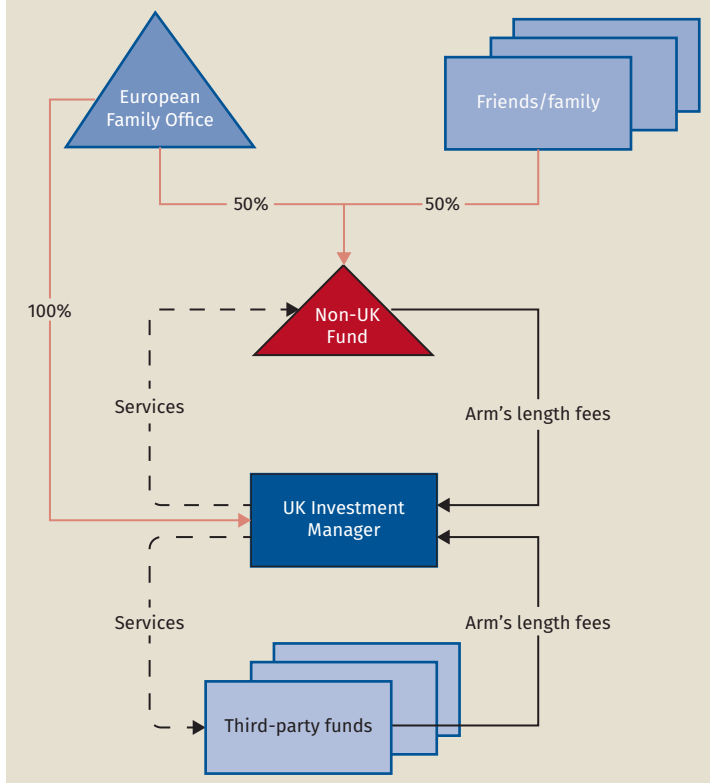 European
Family Office
Friends/family
50%
50%
100%
Non-UK
Fund
Services
Arm's length fees
UK Investment
Manager
Services
Arm's length fees
Third-party funds